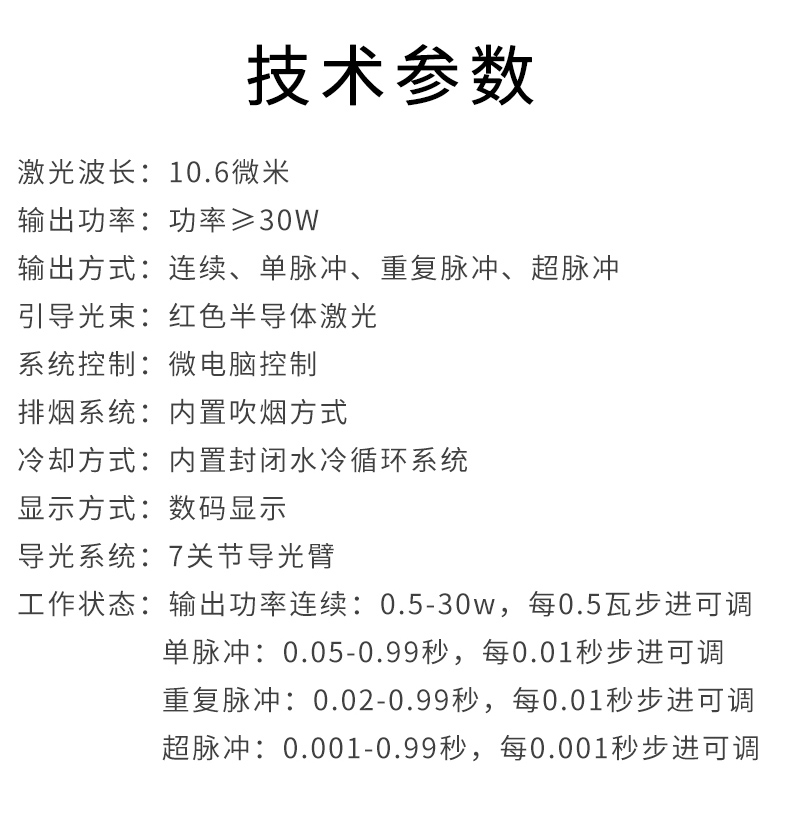 技术参数
激光波长：10.6微米
输出功率：功率≥30W
输出方式：连续、单脉冲、重复脉冲、超脉冲
引导光束：红色半导体激光
系统控制：微电脑控制
排烟系统：内置吹烟方式
冷却方式：内置封闭水冷循环系统
显示方式：数码显示
导光系统：7关节导光臂
工作状态：输出功率连续：0.5-30w，每0.5瓦步进可调
单脉冲：0.05-0.99秒，每0.01秒步进可调
重复脉冲：0.02-0.99秒，每0.01秒步进可调
超脉冲：0.001-0.99秒，每0.001秒步进可调